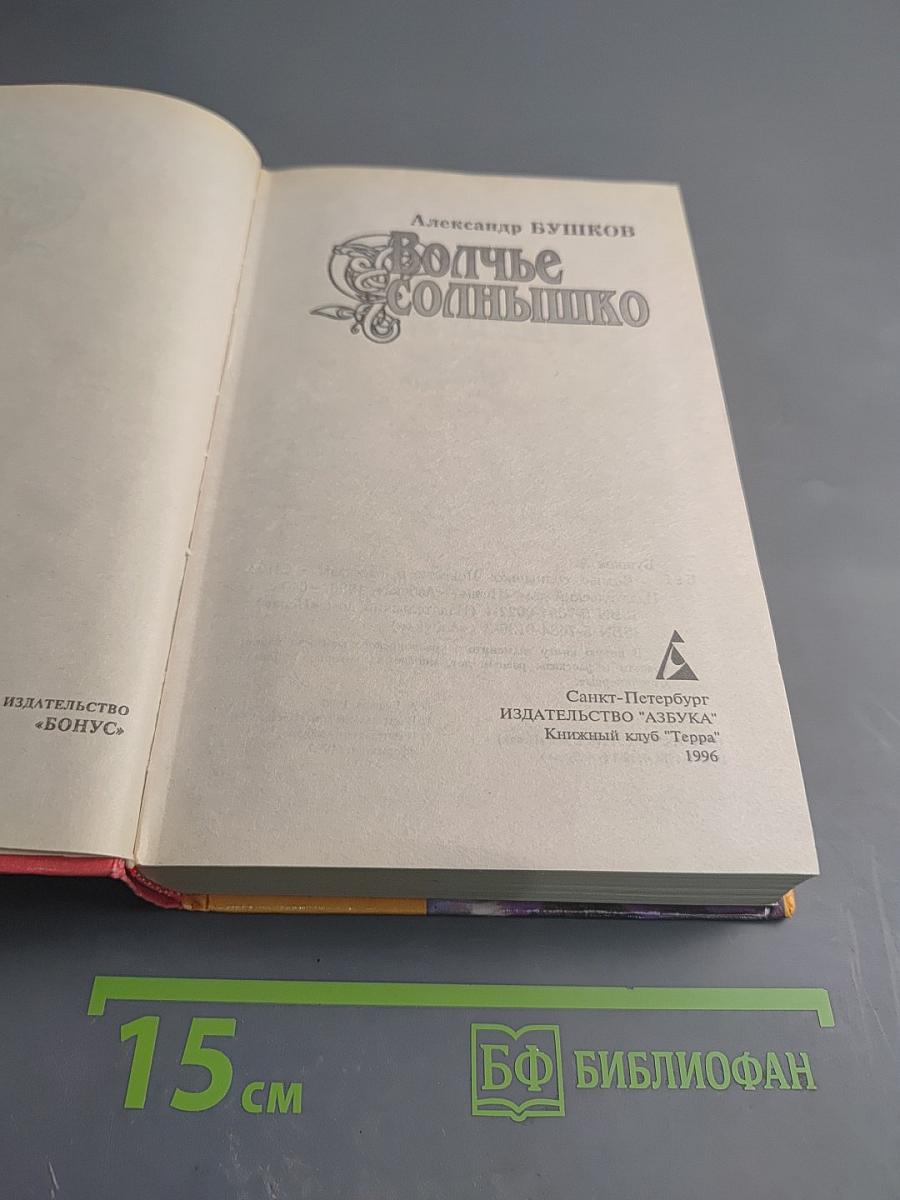 ИЗДАТЕЛЬСТВО
«БОНУС»
Александр БУШКОВ
Волчье
солнышко
Санкт-Петербург
ИЗДАТЕЛЬСТВО "АЗБУКА"
Книжный клуб "Терра"
1996
15 см
БФ БИБЛИОФАН